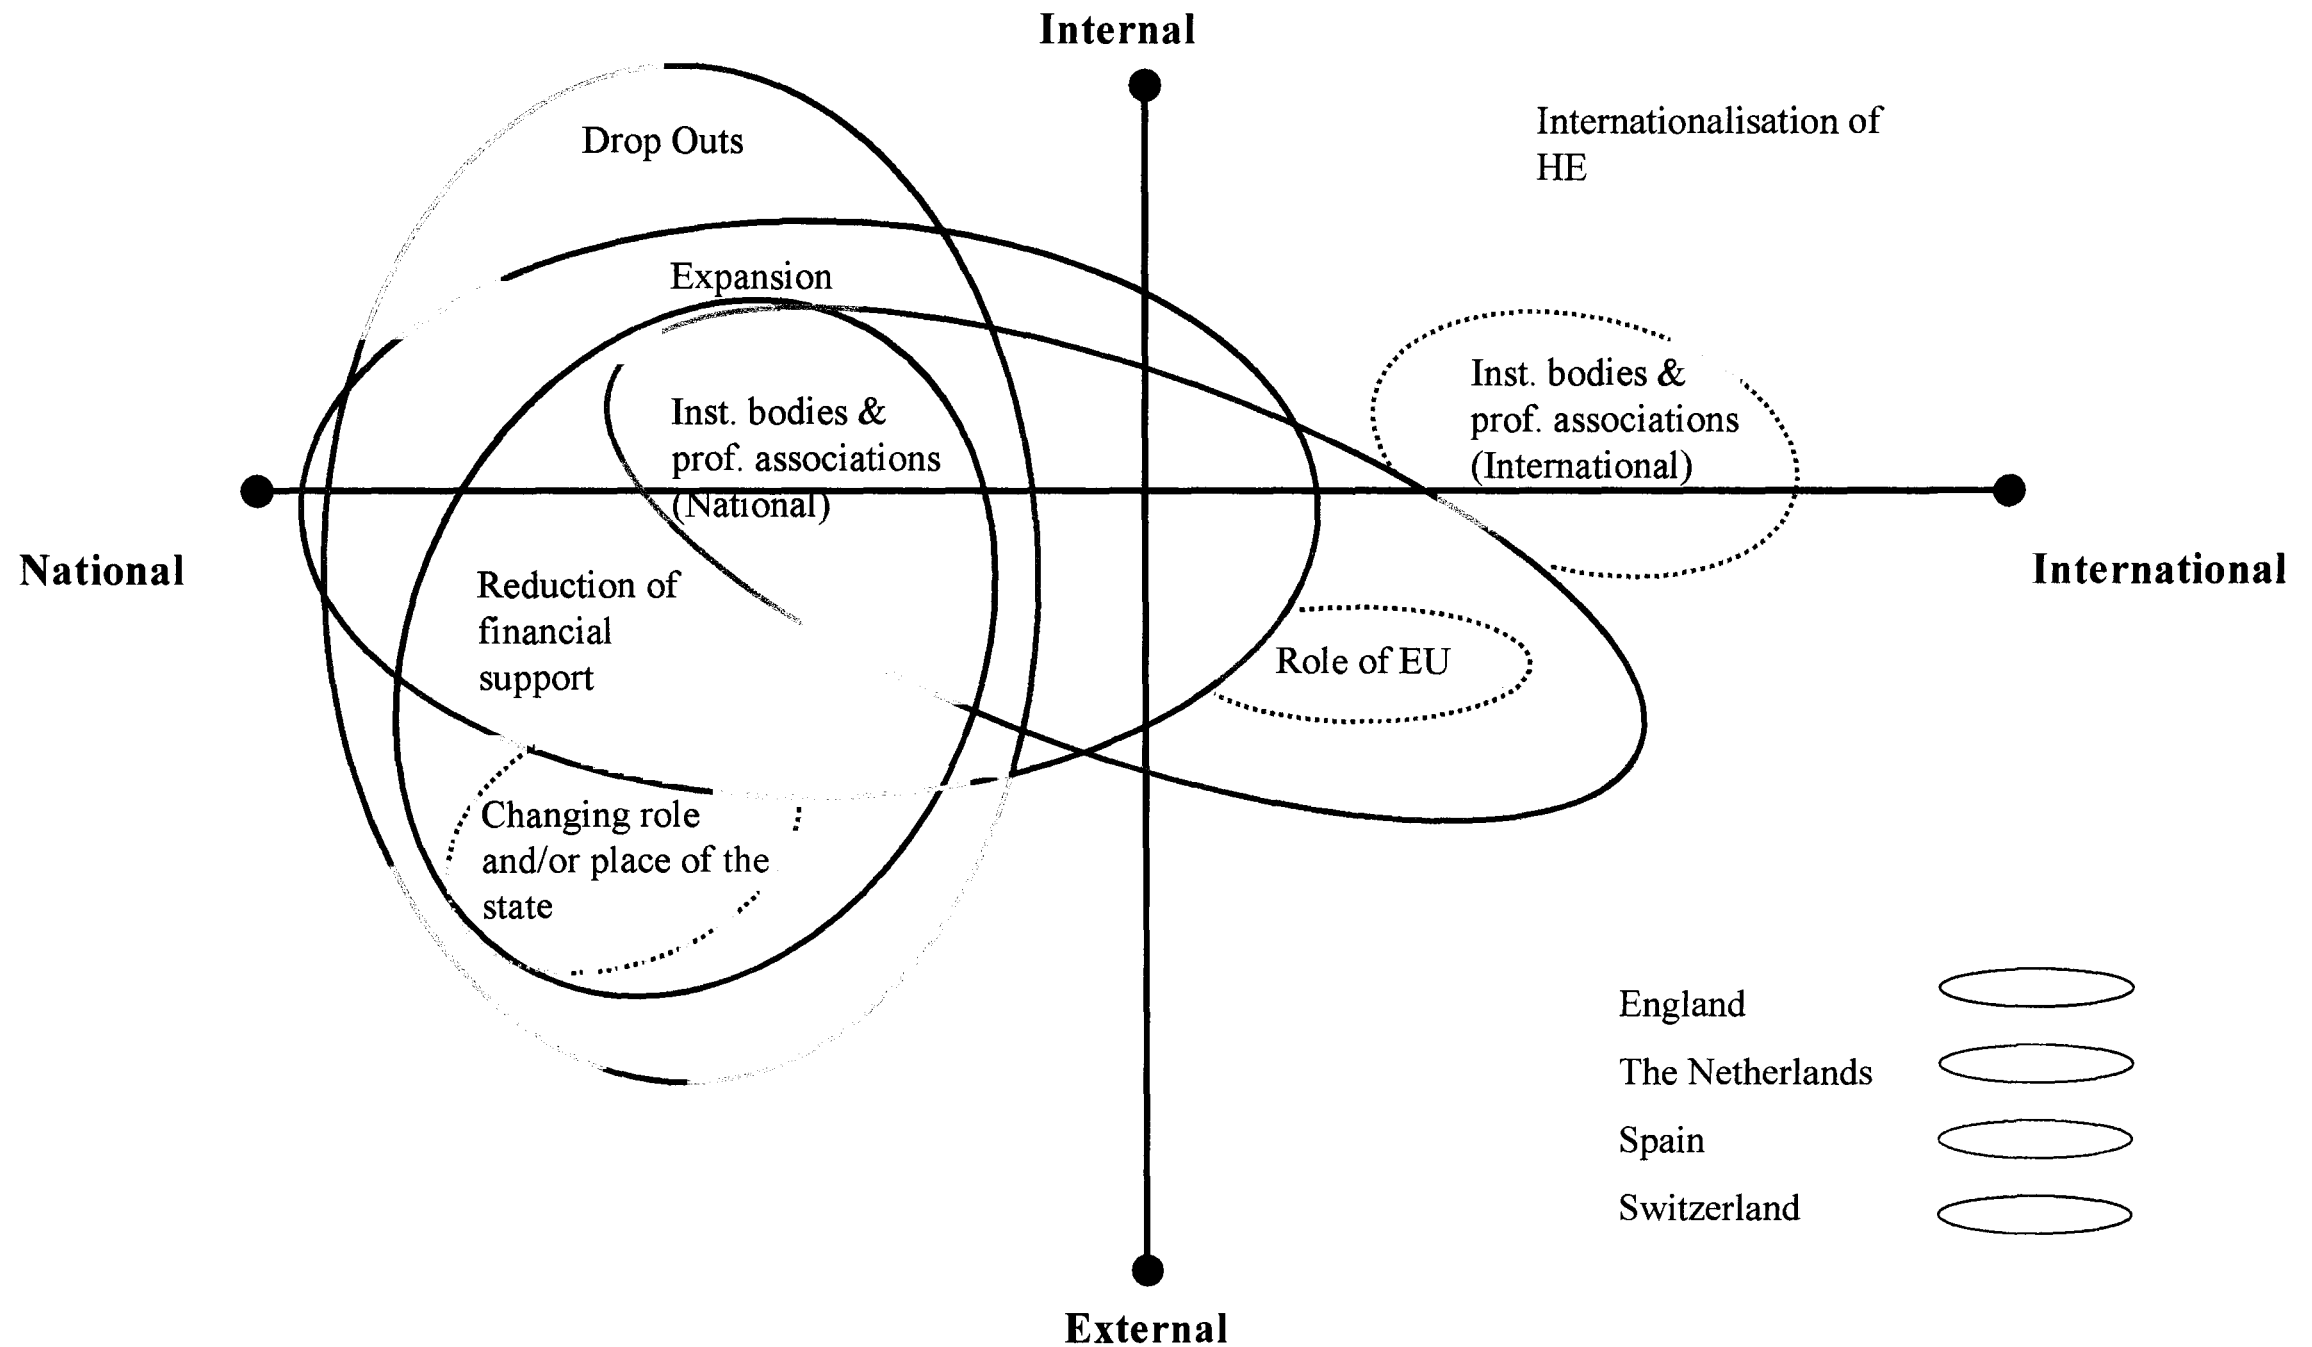 Internal
Internationalisation of
HE
Drop Outs
Expansion
Inst. bodies &
prof. associations
(National)
Inst. bodies &
prof. associations
(International)
National
International
Reduction of
financial
support
Role of EU
Changing role
and/or place of the
state
England
The Netherlands
Spain
Switzerland
External